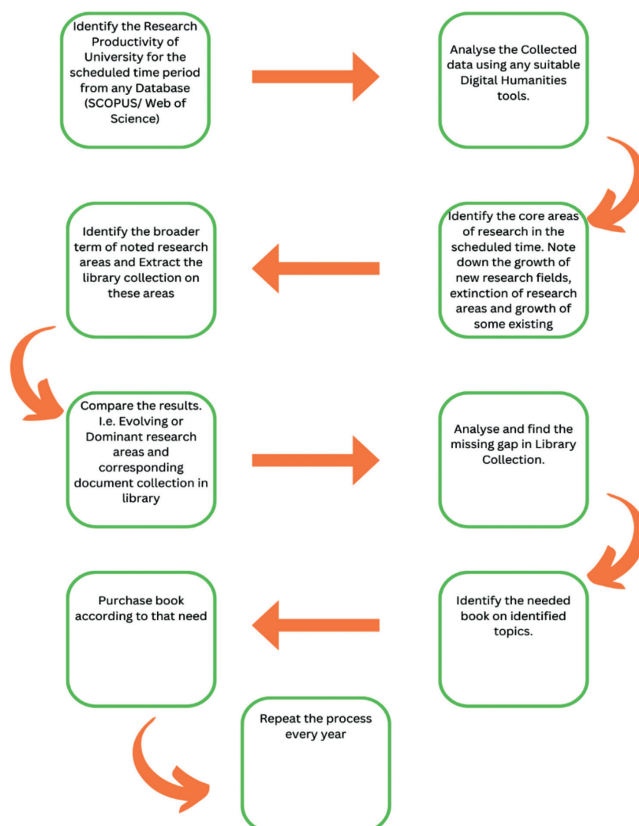 Identify the Research
Productivity of
University for the
scheduled time period
from any Database
(SCOPUS/ Web of
Science)
Analyse the Collected
data using any suitable
Digital Humanities
tools.
Identify the core areas
of research in the
scheduled time. Note
down the growth of
new research fields,
extinction of research
areas and growth of
some existing
Identify the broader
term of noted research
areas and Extract the
library collection on
these areas
Compare the results.
I.e. Evolving or
Dominant research
areas and
corresponding
document collection in
library
Analyse and find the
missing gap in Library
Collection.
Identify the needed
book on identified
topics.
Purchase book
according to that need
Repeat the process
every year